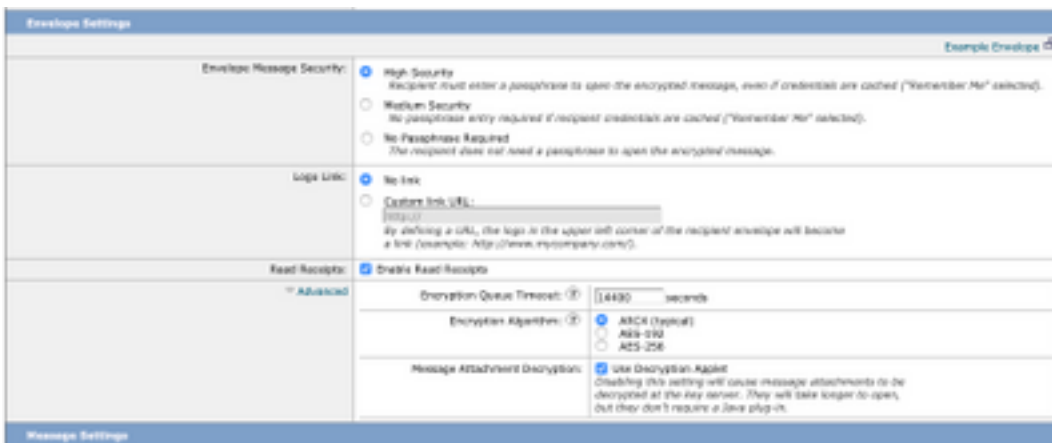 Envelope Settings
Example Envelope
Envelope Message Security:
High Security
Recipient must enter a passphrase to open the encrypted message, even if credentials are cached ("Remember Me" selected).
Medium Security
No passphrase entry required if recipient credentials are cached ("Remember Me" selected).
No Passphrase Required
The recipient does not need a passphrase to open the encrypted message.
Logo Link:
No link
Custom link URL:
http://
By defining a URL, the logo in the upper left corner of the recipient envelope will become
a link (example: http://www.mycompany.com/).
Read Receipts:
Enable Read Receipts
Advanced
Encryption Queue Timeout: (?)
14400 seconds
Encryption Algorithm: (?)
ARC4 (typical)
AES-192
AES-256
Message Attachment Decryption:
Use Decryption Applet
Disabling this setting will cause message attachments to be
decrypted at the key server. They will take longer to open,
but they don't require a Java plug-in.
Message Settings